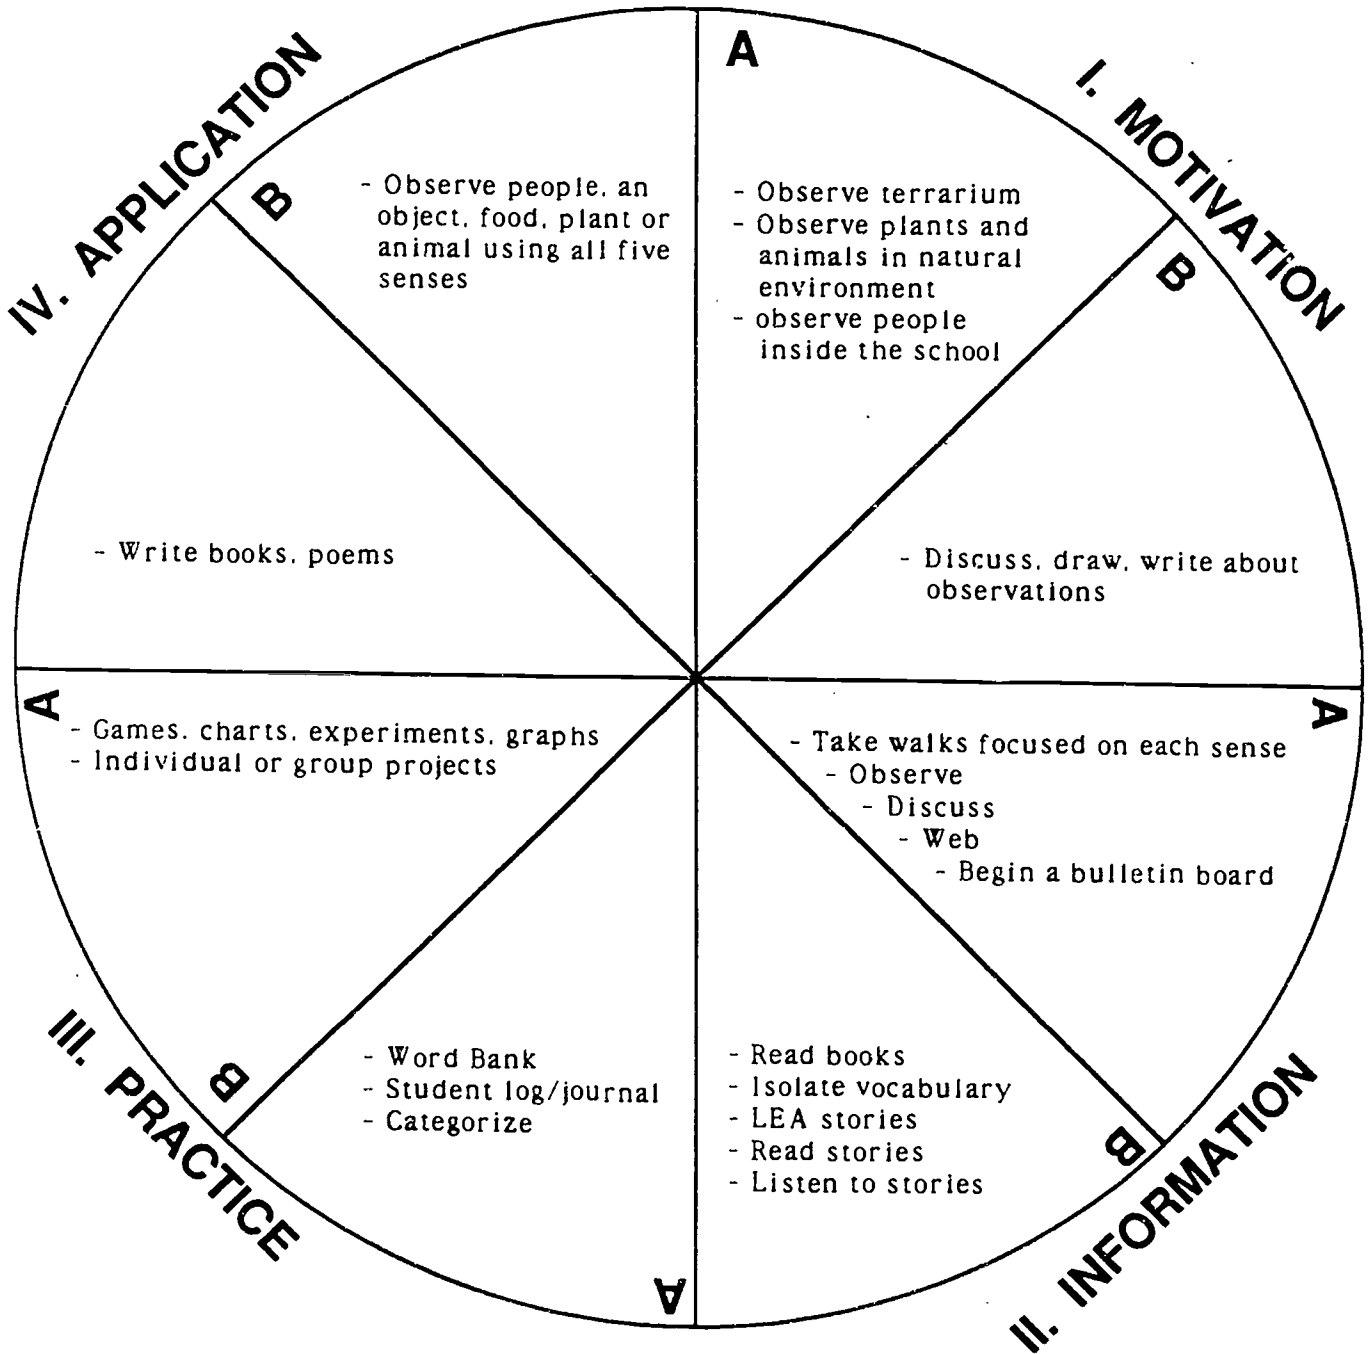 I. MOTIVATION
A
- Observe terrarium
- Observe plants and
animals in natural
environment
- observe people
inside the school
B
- Discuss, draw, write about
observations
II. INFORMATION
A
- Take walks focused on each sense
- Observe
- Discuss
- Web
- Begin a bulletin board
B
- Read books
- Isolate vocabulary
- LEA stories
- Read stories
- Listen to stories
III. PRACTICE
A
- Word Bank
- Student log/journal
- Categorize
B
- Games, charts, experiments, graphs
- Individual or group projects
IV. APPLICATION
A
- Write books, poems
B
- Observe people, an
object, food, plant or
animal using all five
senses